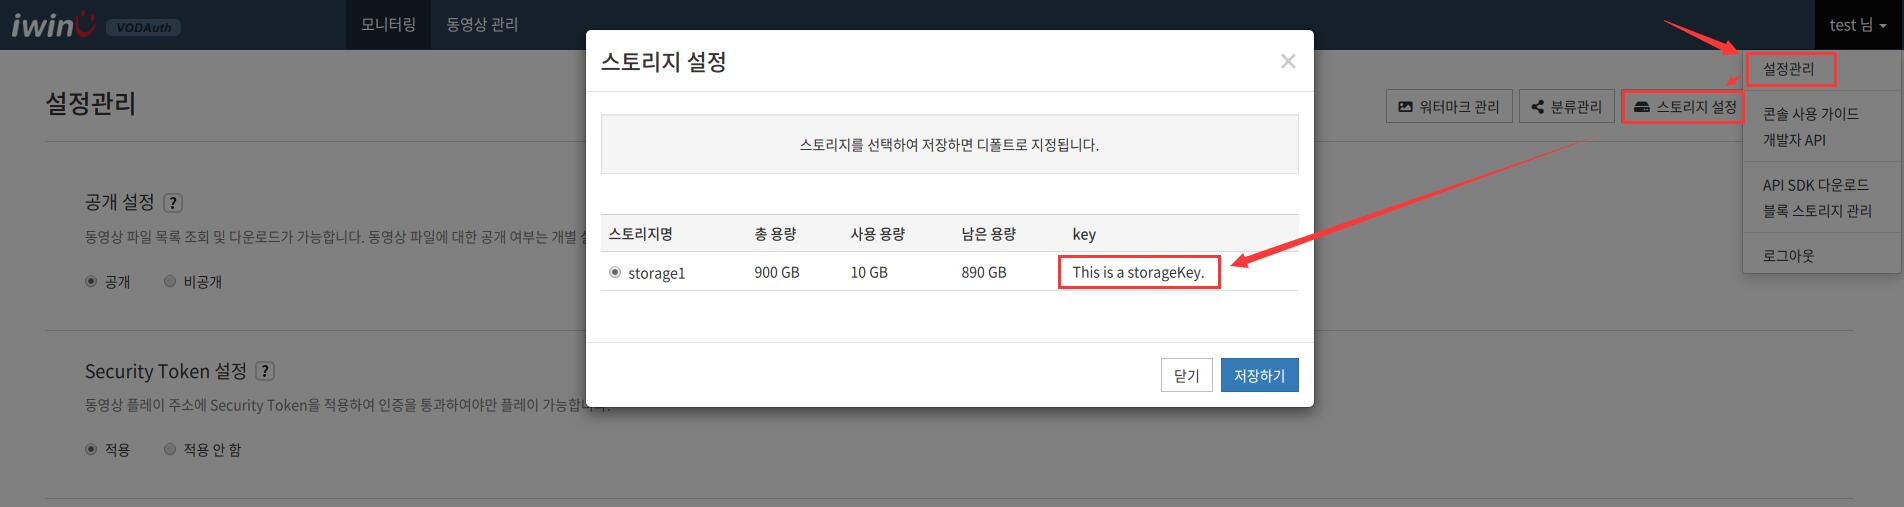 iwinU VODAuth 모니터링 동영상 관리 test 님
스토리지 설정
설정관리
설정관리
워터마크 관리 분류관리 스토리지 설정
콘솔 사용 가이드
개발자 API
API SDK 다운로드
블록 스토리지 관리
로그아웃
스토리지를 선택하여 저장하면 디폴트로 지정됩니다.
스토리지명 총 용량 사용 용량 남은 용량 key
storage1 900 GB 10 GB 890 GB This is a storageKey.
닫기 저장하기
공개 설정 ?
동영상 파일 목록 조회 및 다운로드가 가능합니다. 동영상 파일에 대한 공개 여부는 개별
공개 비공개
Security Token 설정 ?
동영상 플레이 주소에 Security Token을 적용하여 인증을 통과하여야만 플레이 가능합니다.
적용 적용 안 함